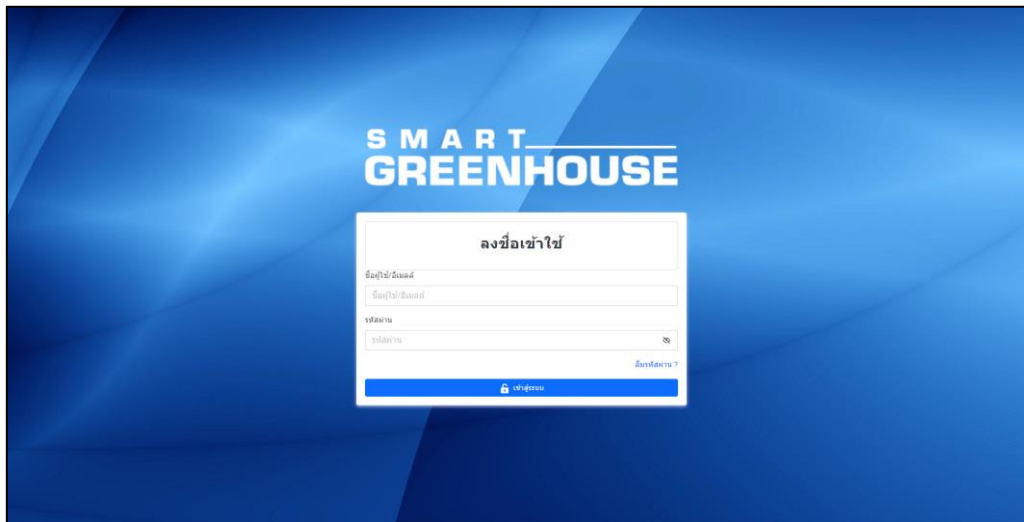 SMART
GREENHOUSE
ลงชื่อเข้าใช้
ชื่อผู้ใช้/อีเมลล์
ชื่อผู้ใช้/อีเมลล์
รหัสผ่าน
รหัสผ่าน
ลืมรหัสผ่าน ?
เข้าสู่ระบบ